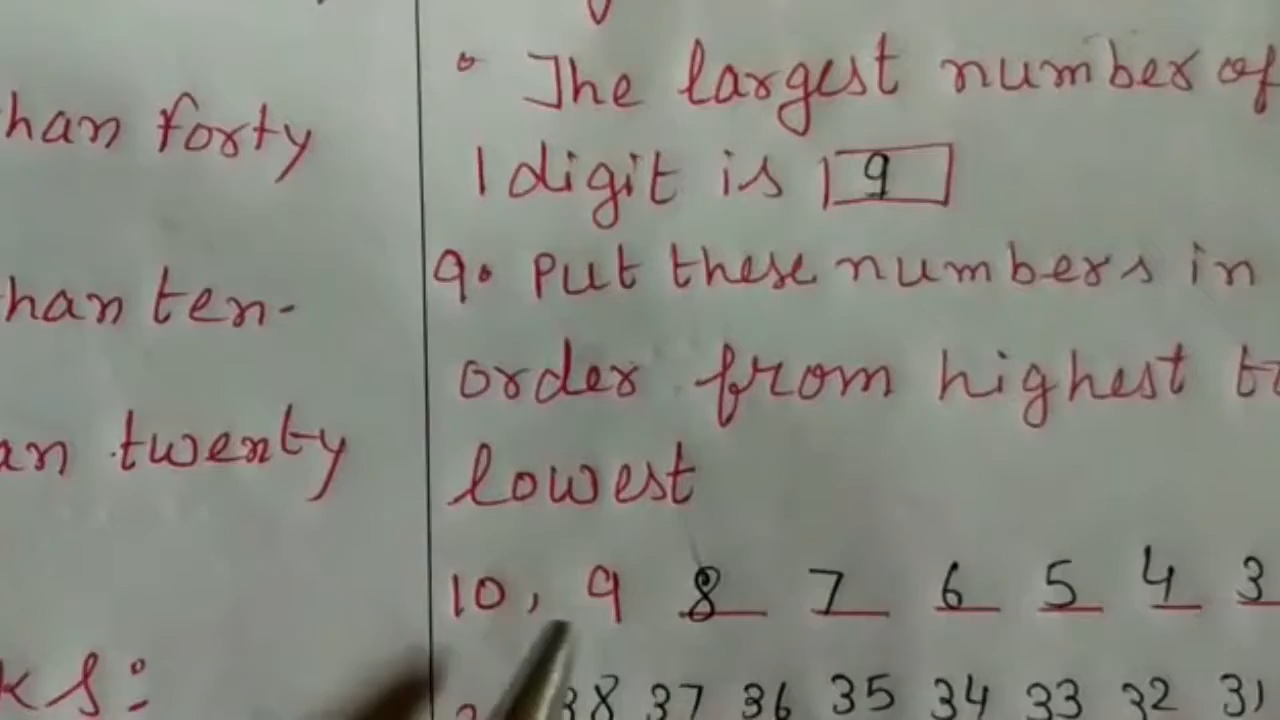 han forty
han ten.
an twenty
ks:
The largest number of
1 digit is 9
9. Put these numbers in
order from highest
lowest
10, 9 8 7 6 5 4 3
38 37 36 35 34 33 32 31